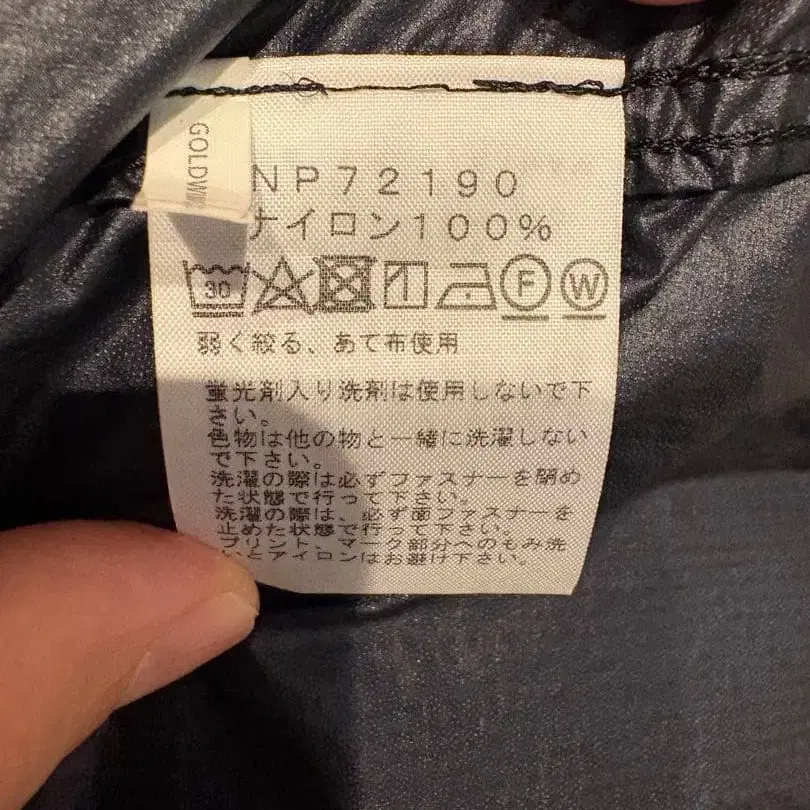 GOLDWI
NP72190
ナイロン100%
30 F W
弱く絞る、あて布使用
蛍光剤入り洗剤は使用しないで下
さい。
色物は他の物と一緒に洗濯しない
で下さい。
洗濯の際は必ずファスナーを閉め
た状態で行って下さい。
洗濯の際は、必ず面ファスナーを
止めた状態で行って下さい。
プリント、マーク部分へのもみ洗
いとアイロンはお避け下さい。